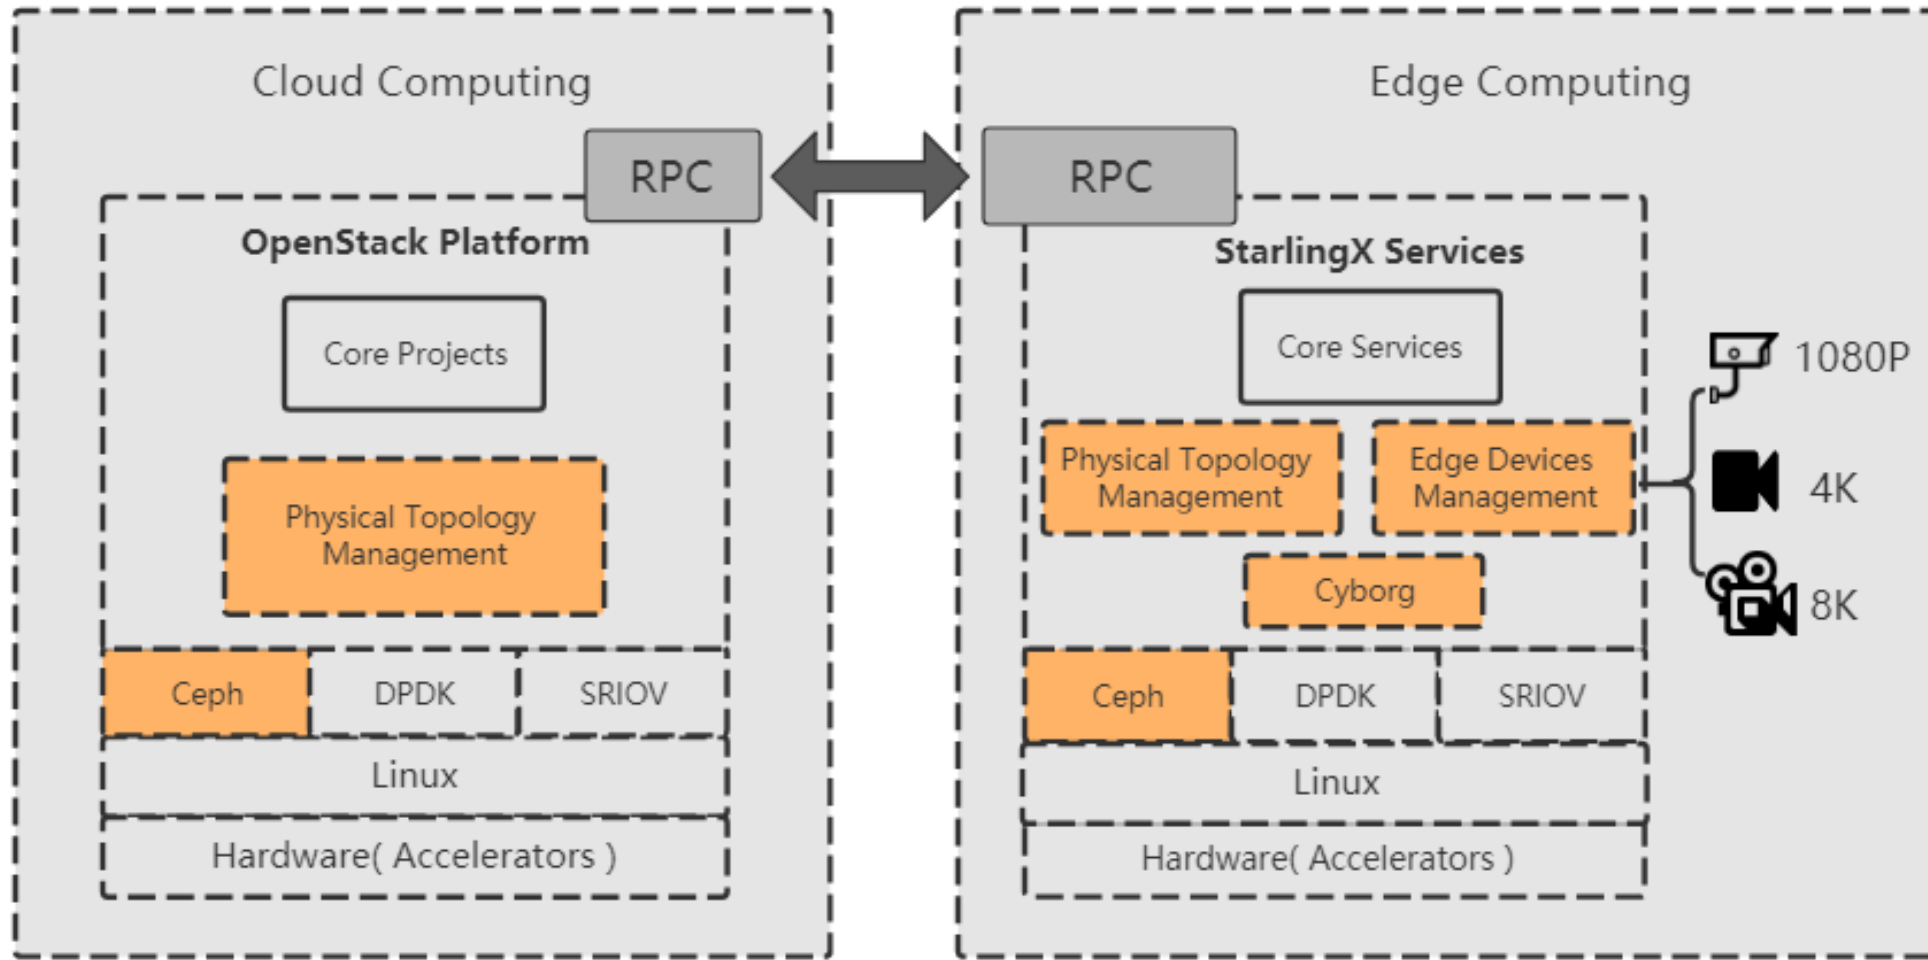 Cloud Computing
RPC
OpenStack Platform
Core Projects
Physical Topology
Management
Ceph
DPDK
SRIOV
Linux
Hardware( Accelerators )
Edge Computing
RPC
StarlingX Services
Core Services
Physical Topology
Management
Edge Devices
Management
Cyborg
Ceph
DPDK
SRIOV
Linux
Hardware( Accelerators )
1080P
4K
8K